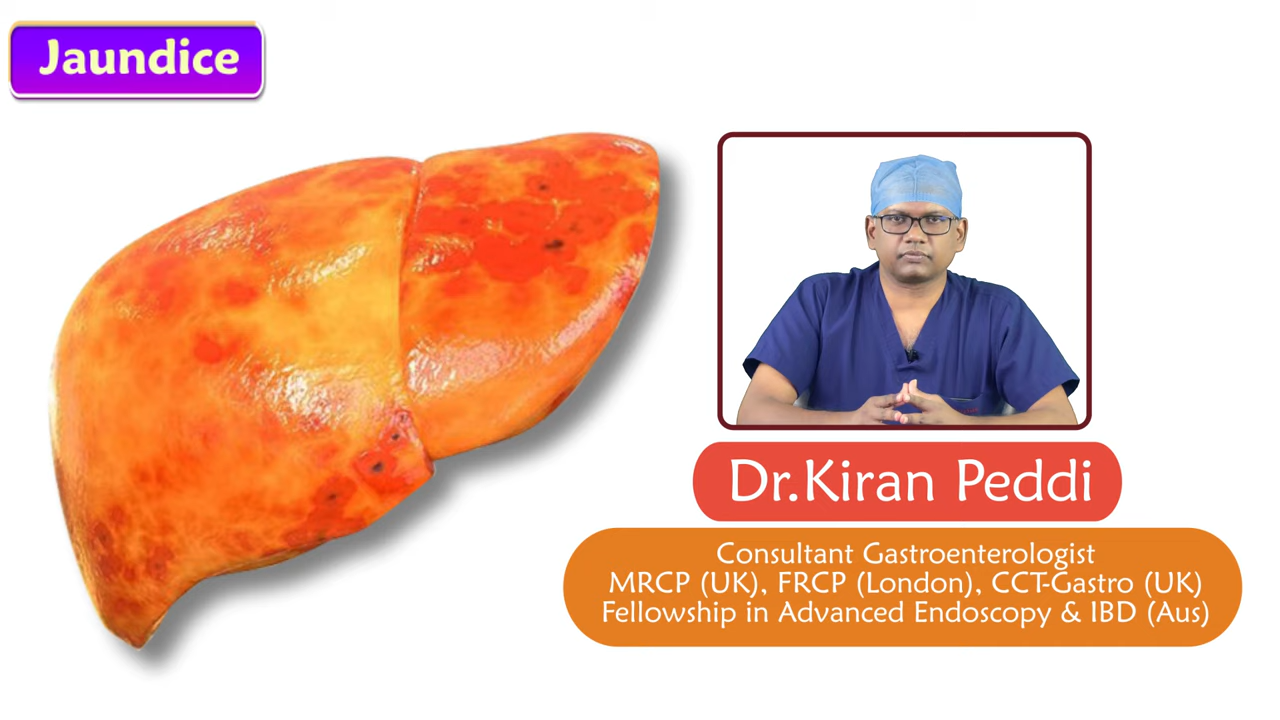 Jaundice
Dr.Kiran Peddi
Consultant Gastroenterologist
MRCP (UK), FRCP (London), CCT-Gastro (UK)
Fellowship in Advanced Endoscopy & IBD (Aus)